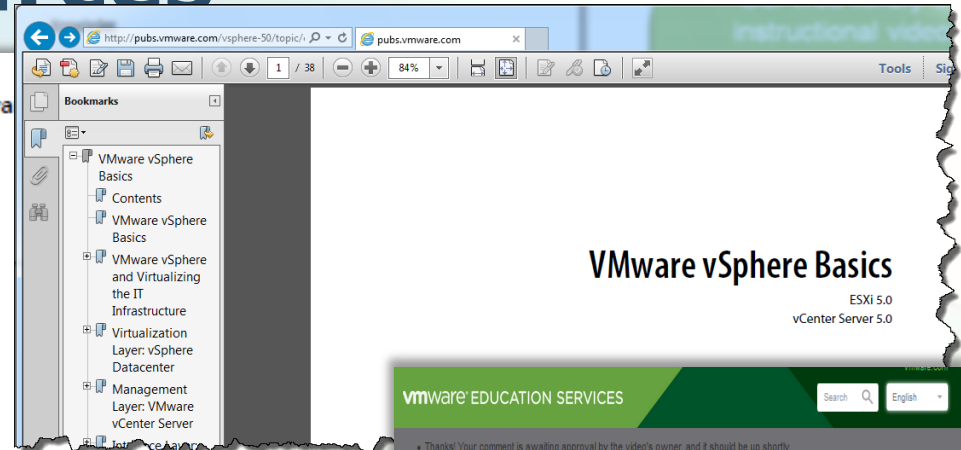 instructional video
http://pubs.vmware.com/vsphere-50/topic/
pubs.vmware.com
1 / 38
84%
Tools
Bookmarks
VMware vSphere
Basics
Contents
VMware vSphere
Basics
VMware vSphere
and Virtualizing
the IT
Infrastructure
Virtualization
Layer: vSphere
Datacenter
Management
Layer: VMware
vCenter Server
VMware vSphere Basics
ESXi 5.0
vCenter Server 5.0
vmware.com
vmware EDUCATION SERVICES
Search
English
Thanks! Your comment is awaiting approval by the video's owner, and it should be up shortly.